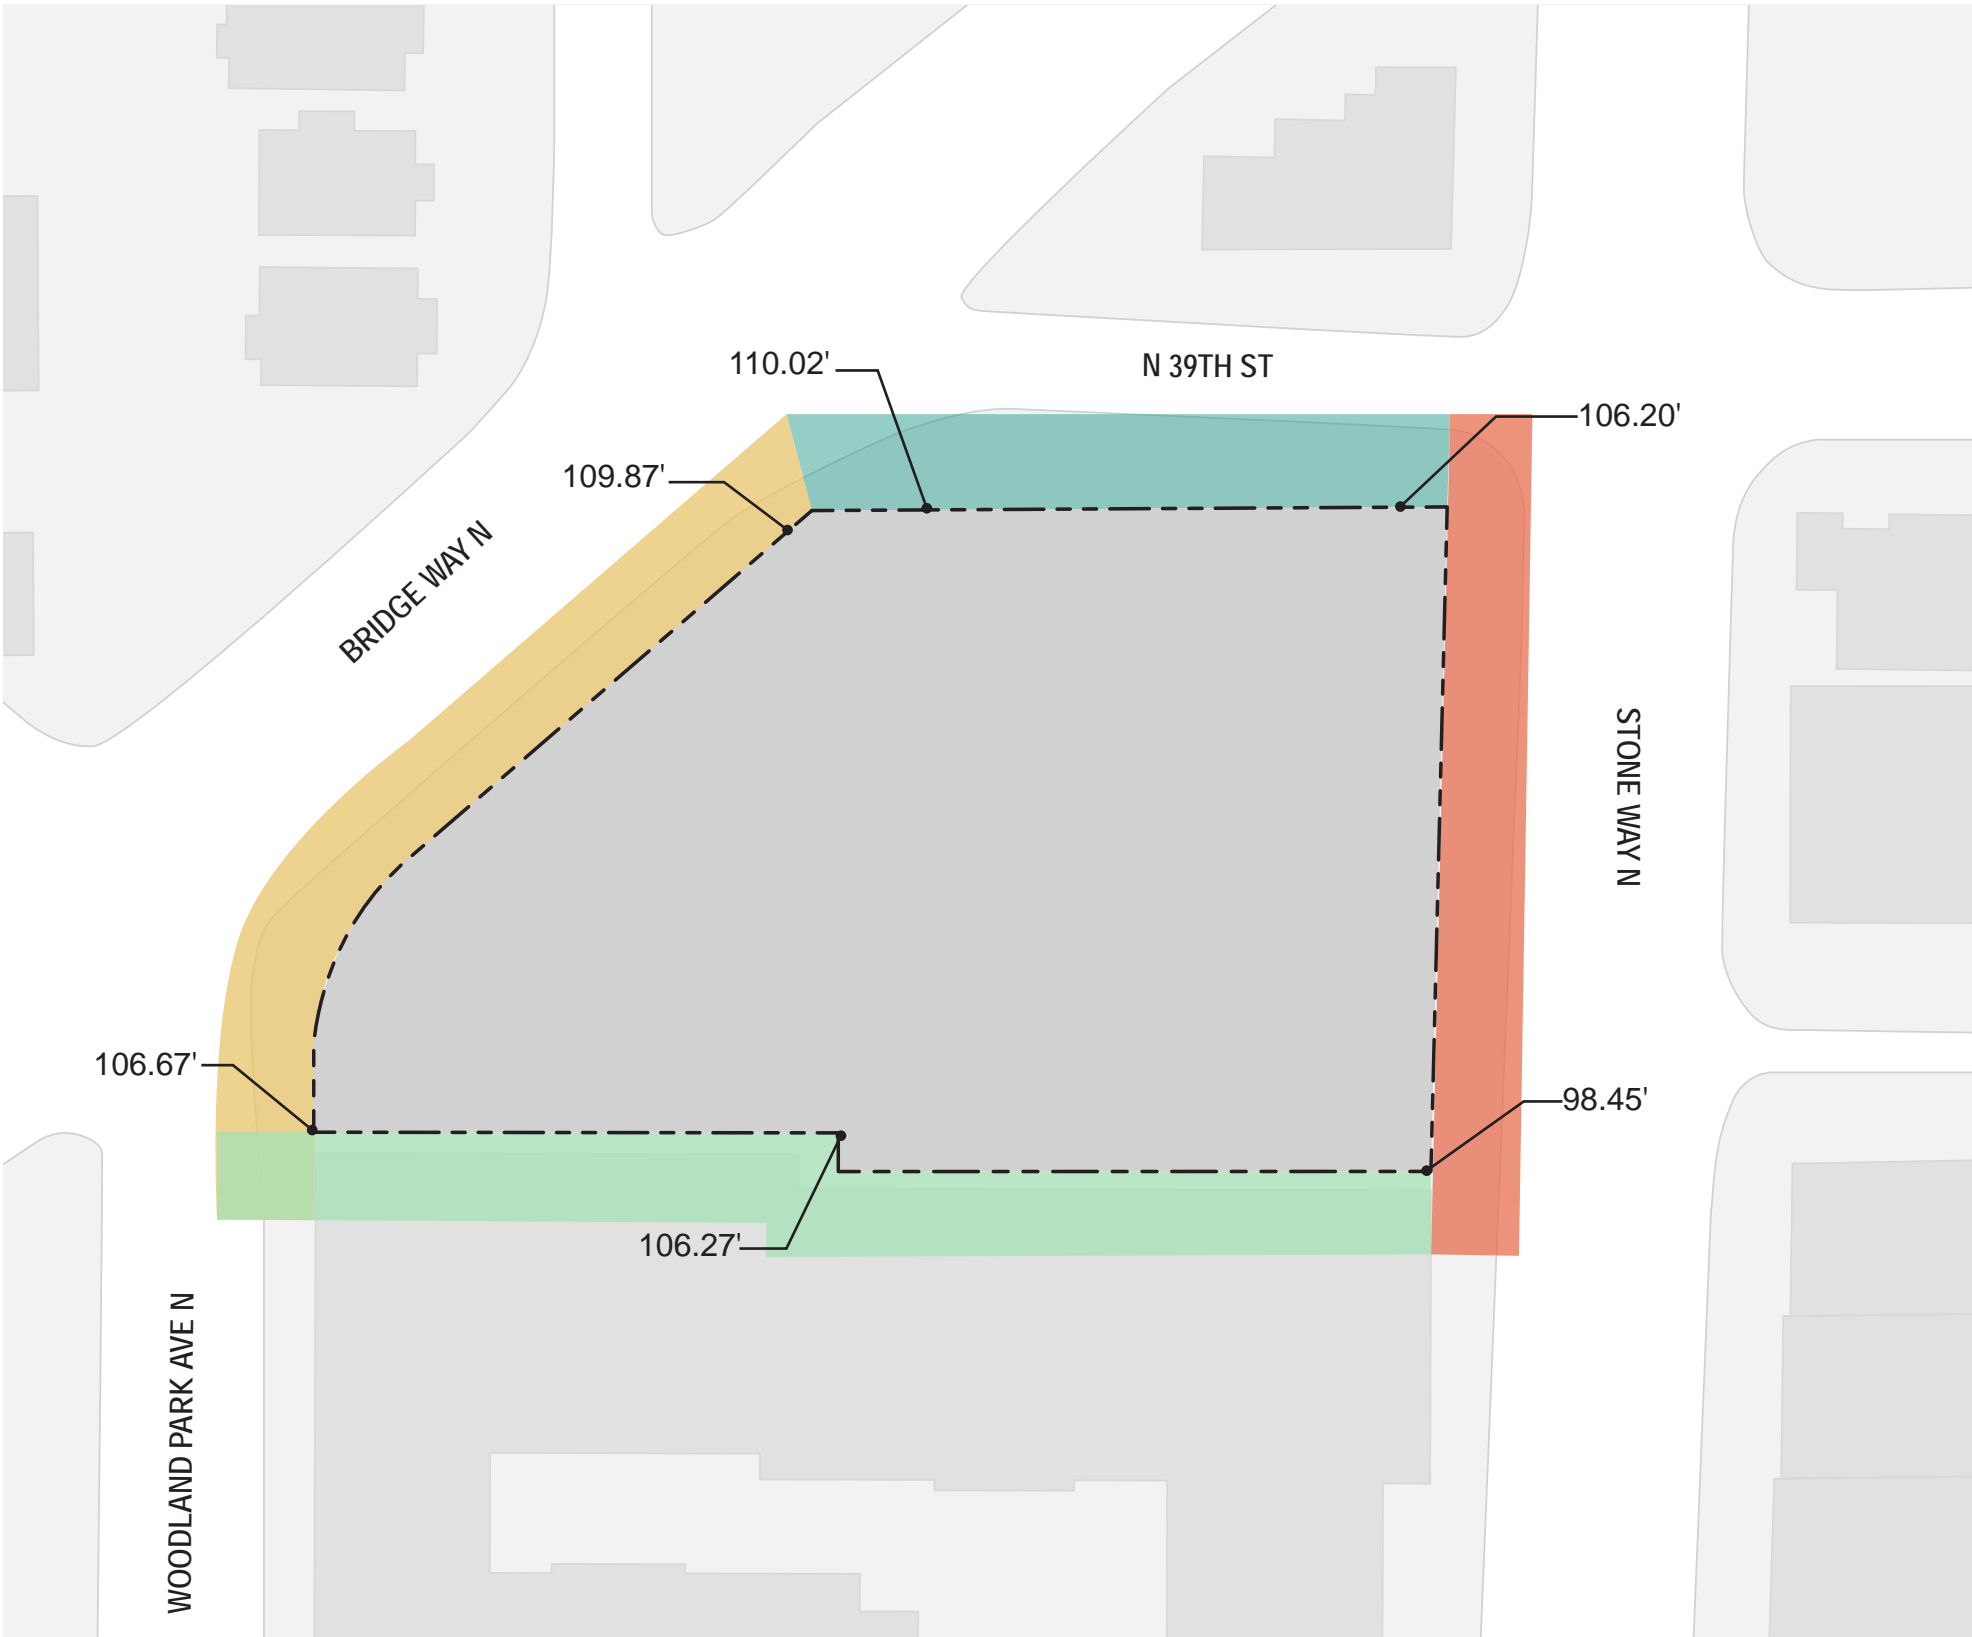 110.02'
N 39TH ST
106.20'
109.87'
BRIDGE WAY N
STONE WAY N
106.67'
98.45'
106.27'
WOODLAND PARK AVE N